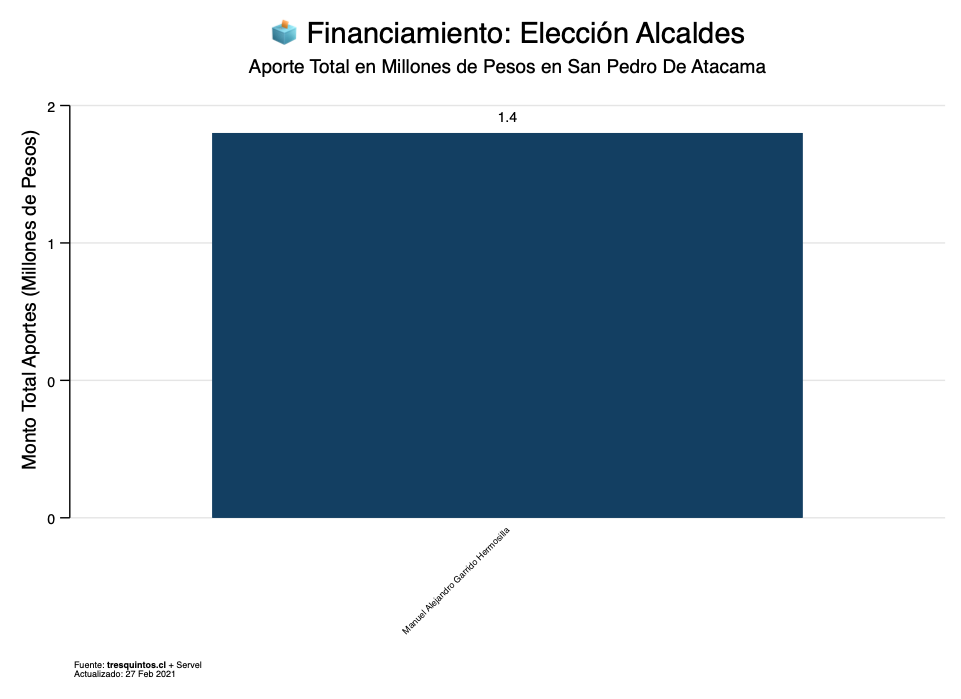 Financiamiento: Elección Alcaldes
Aporte Total en Millones de Pesos en San Pedro De Atacama
Monto Total Aportes (Millones de Pesos)
2
1
0
0
1.4
Manuel Alejandro Garrido Hermosilla
Fuente: tresquintos.cl + Servel
Actualizado: 27 Feb 2021